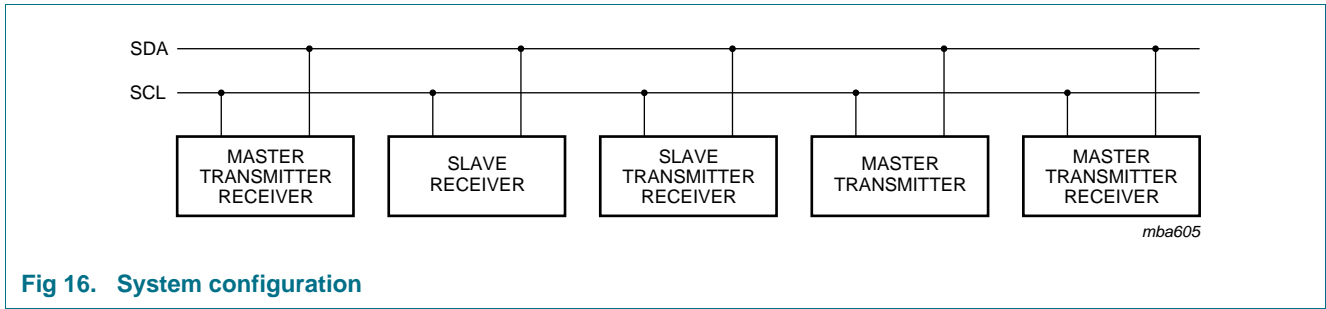 SDA
SCL
MASTER
TRANSMITTER
RECEIVER
SLAVE
RECEIVER
SLAVE
TRANSMITTER
RECEIVER
MASTER
TRANSMITTER
MASTER
TRANSMITTER
RECEIVER
mba605
Fig 16. System configuration